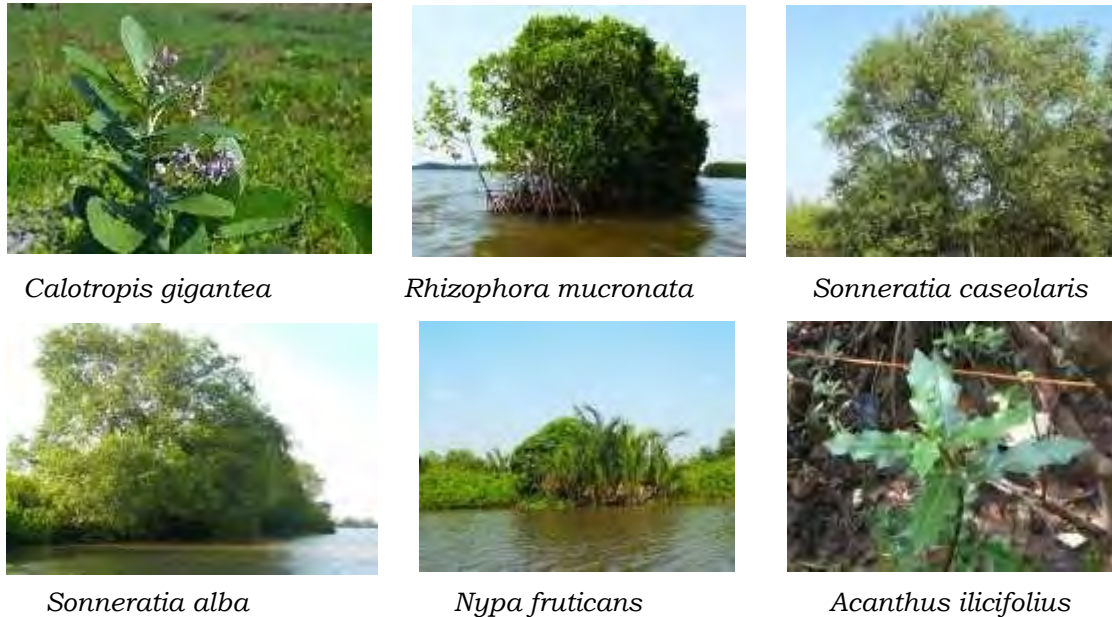 Calotropis gigantea
Rhizophora mucronata
Sonneratia caseolaris
Sonneratia alba
Nypa fruticans
Acanthus ilicifolius